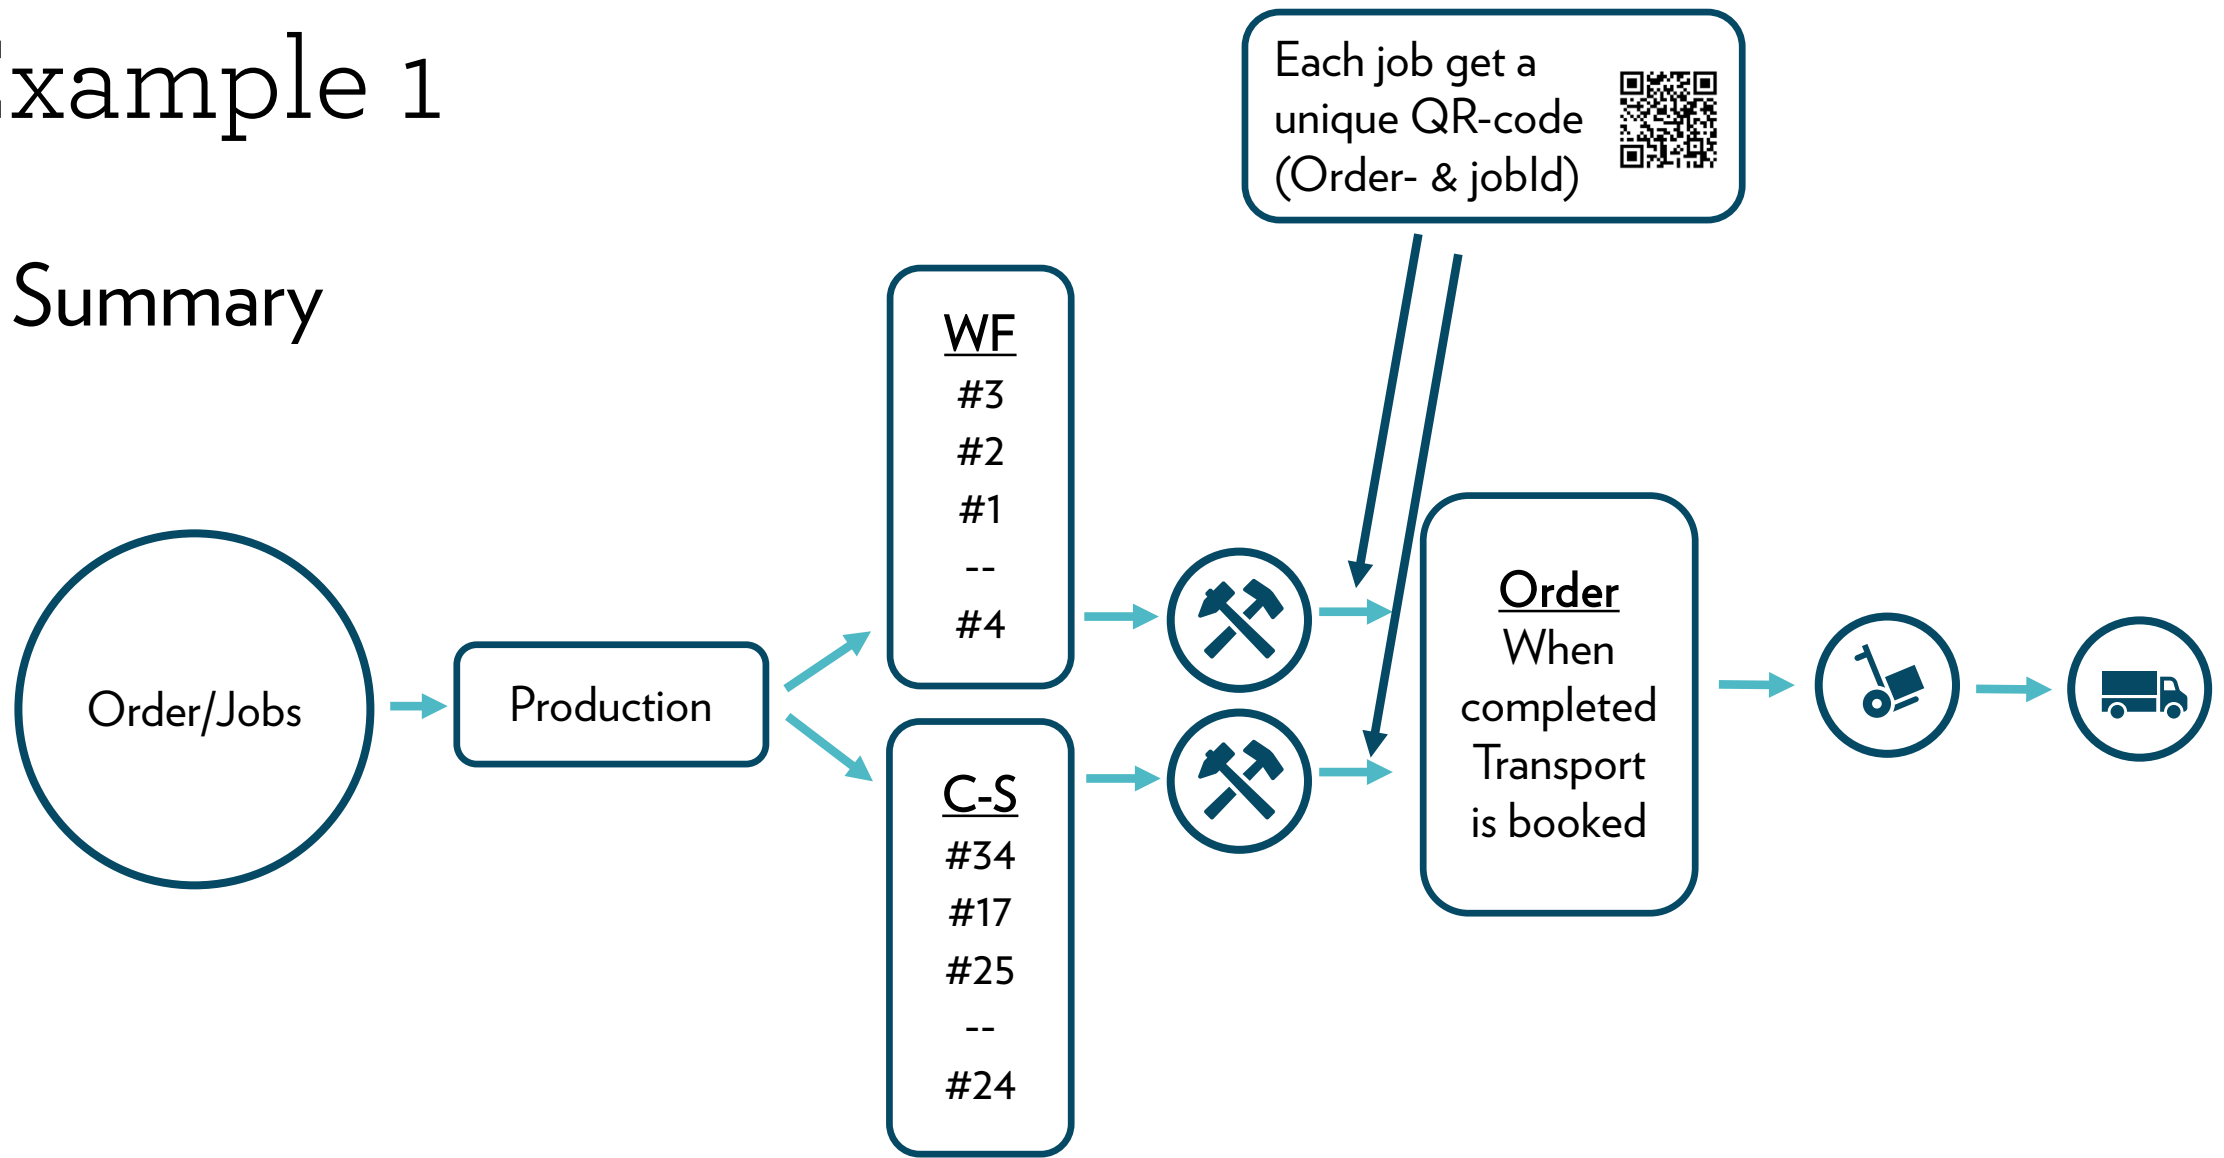 Example 1
Summary
Each job get a
unique QR-code
(Order- & jobId)
Order/Jobs
Production
WF
#3
#2
#1
--
#4
C-S
#34
#17
#25
--
#24
Order
When
completed
Transport
is booked